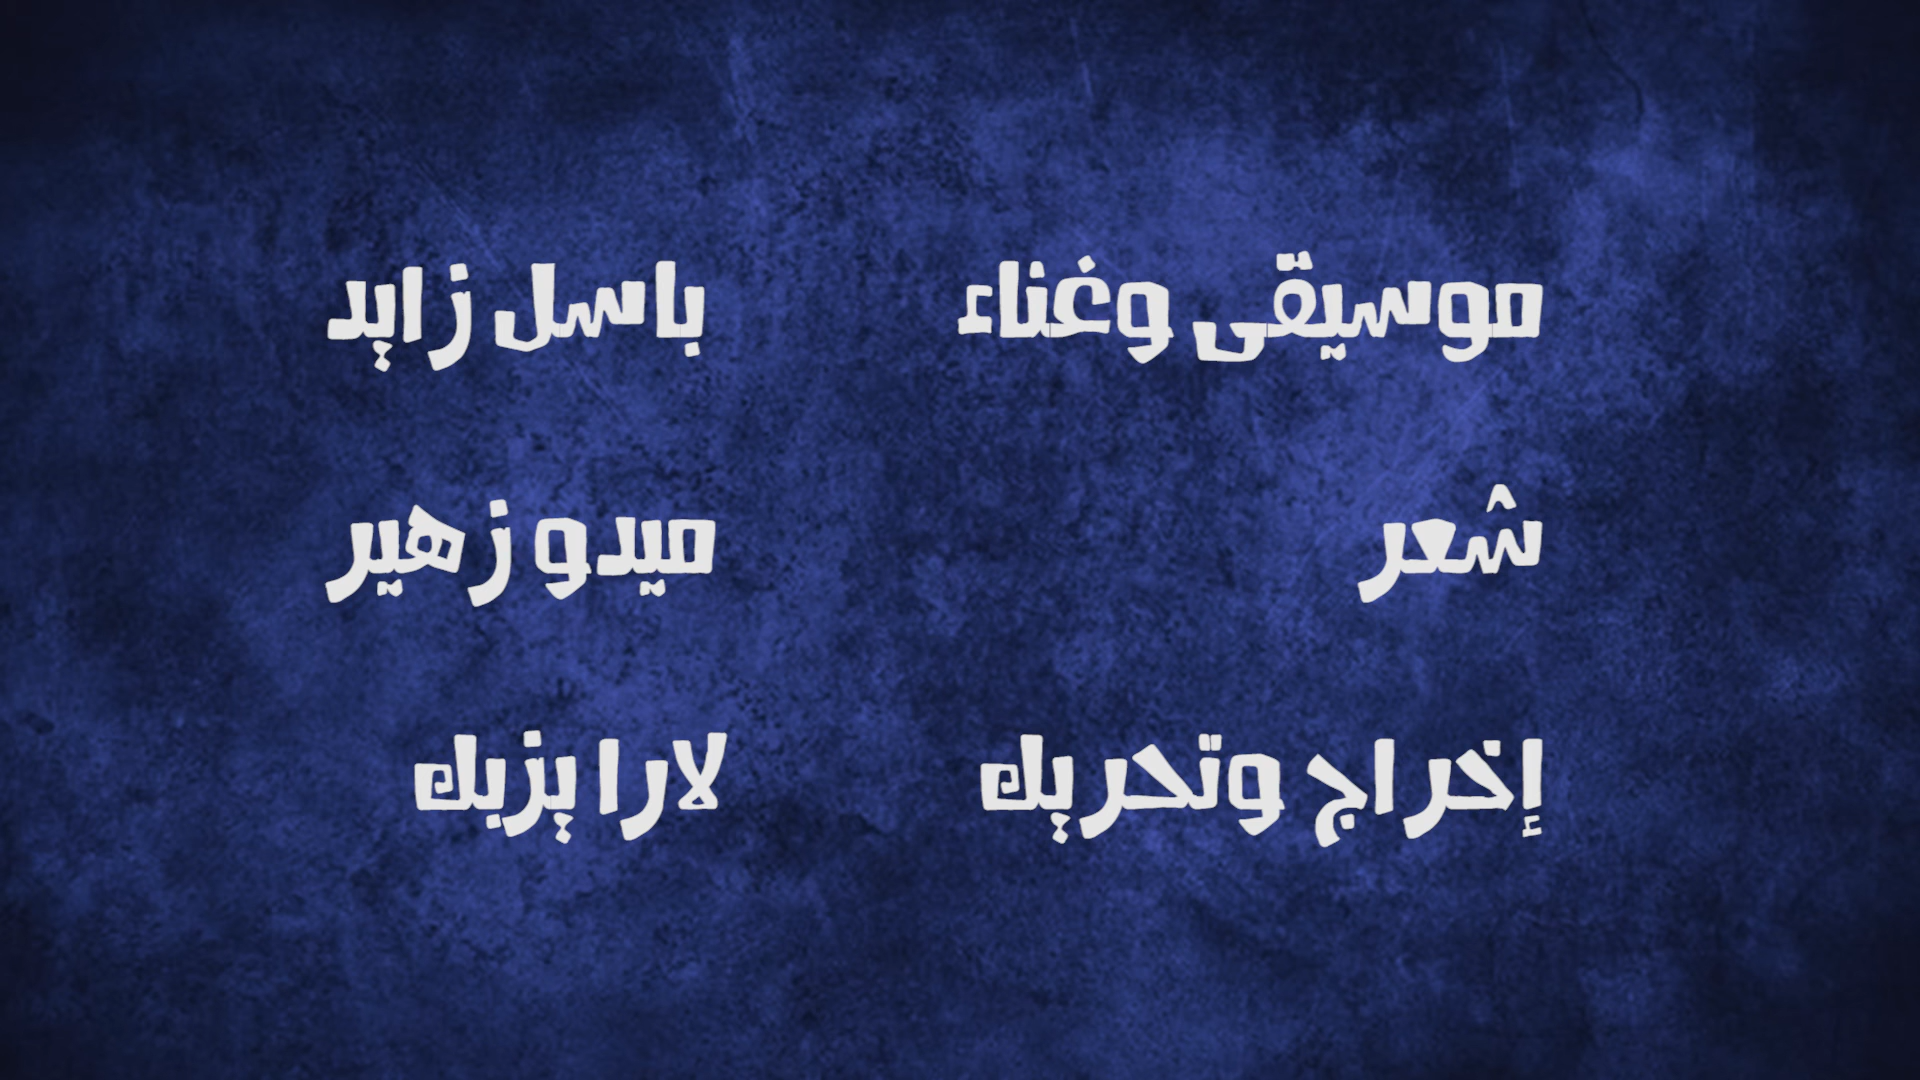 موسيقى وغناء باسل زايد
شعر ميدو زهير
إخراج وتحريك لارا يزبك